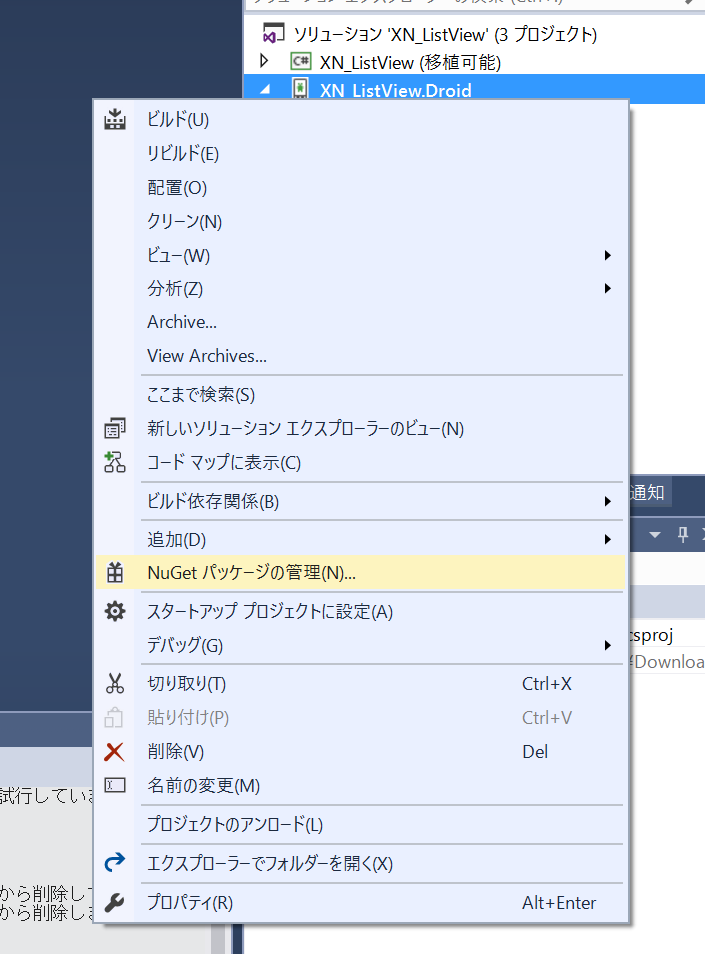 ソリューション 'XN_ListView' (3 プロジェクト)
XN_ListView (移植可能)
XN_ListView.Droid
ビルド(U)
リビルド(E)
配置(O)
クリーン(N)
ビュー(W)
分析(Z)
Archive...
View Archives...
ここまで検索(S)
新しいソリューション エクスプローラーのビュー(N)
コード マップに表示(C)
ビルド依存関係(B)
通知
追加(D)
NuGet パッケージの管理(N)...
スタートアップ プロジェクトに設定(A)
csproj
デバッグ(G)
¥Downloa
切り取り(T) Ctrl+X
貼り付け(P) Ctrl+V
削除(V) Del
名前の変更(M)
試行していま
プロジェクトのアンロード(L)
エクスプローラーでフォルダーを開く(X)
から削除して
プロパティ(R) Alt+Enter
から削除しま